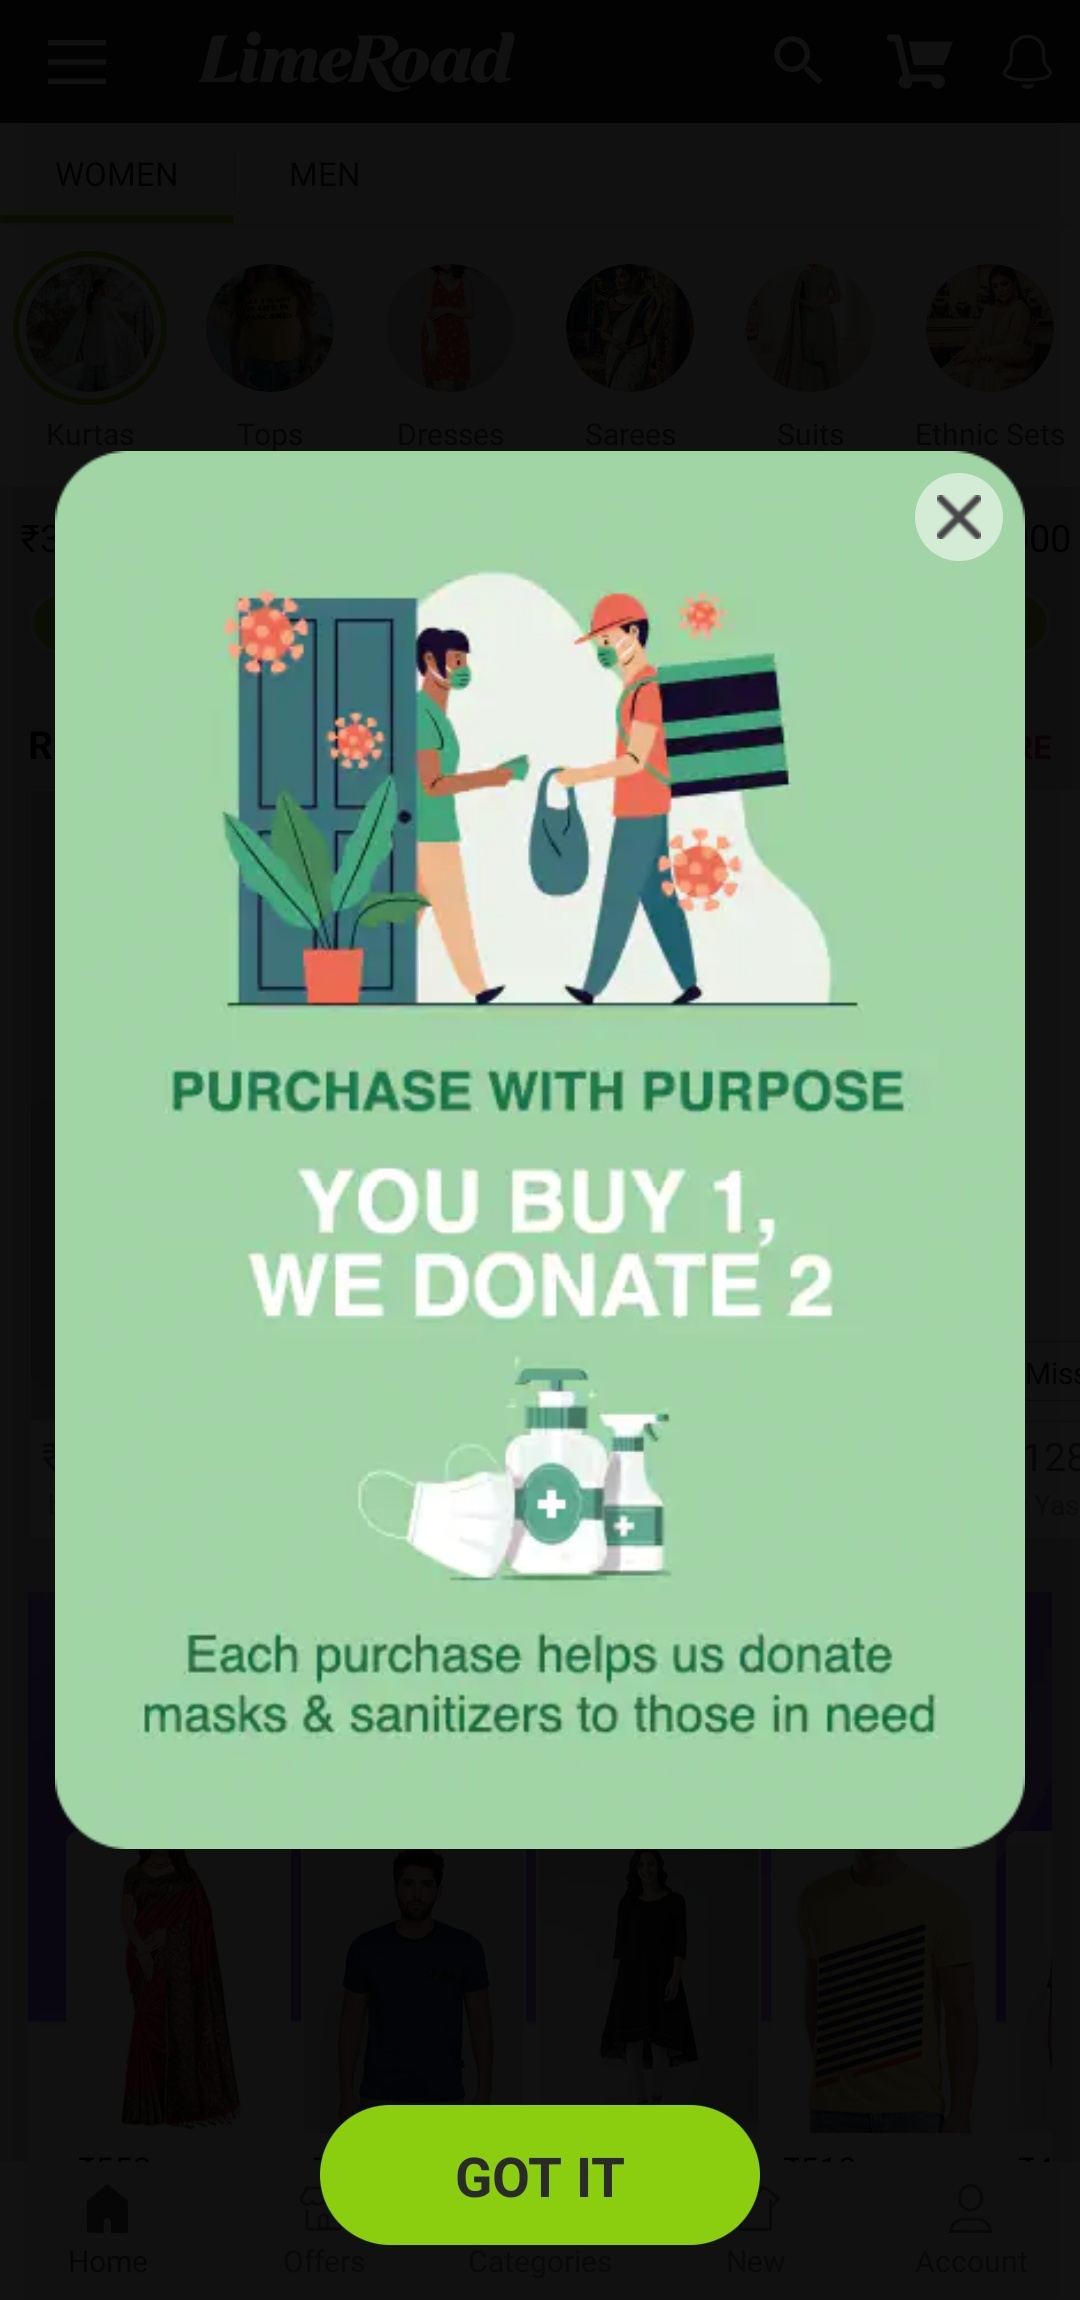 LimeRoad
WOMEN
MEN
Kurtas
Tops
Dresses
Sarees
Suits
Ethnic Sets
PURCHASE WITH PURPOSE
YOU BUY 1,
WE DONATE 2
Each purchase helps us donate
masks & sanitizers to those in need
GOT IT
Home
Offers
Categories
New
Account